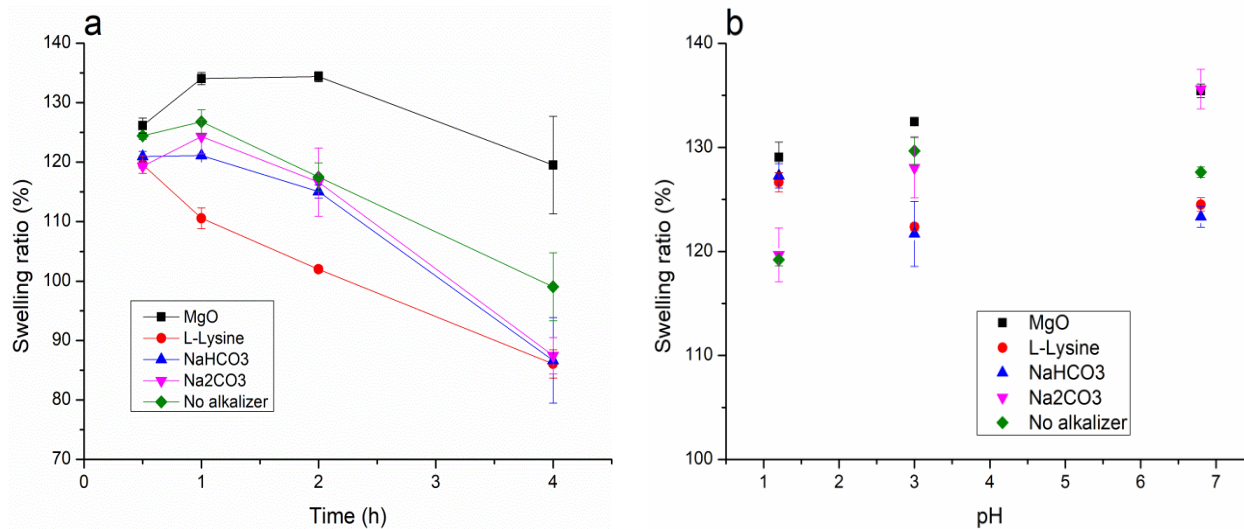 a
140
130
120
110
100
90
80
70
0
1
2
3
4
Swelling ratio (%)
Time (h)
MgO
L-Lysine
NaHCO3
Na2CO3
No alkalizer
b
140
130
120
110
100
1
2
3
4
5
6
7
Swelling ratio (%)
pH
MgO
L-Lysine
NaHCO3
Na2CO3
No alkalizer